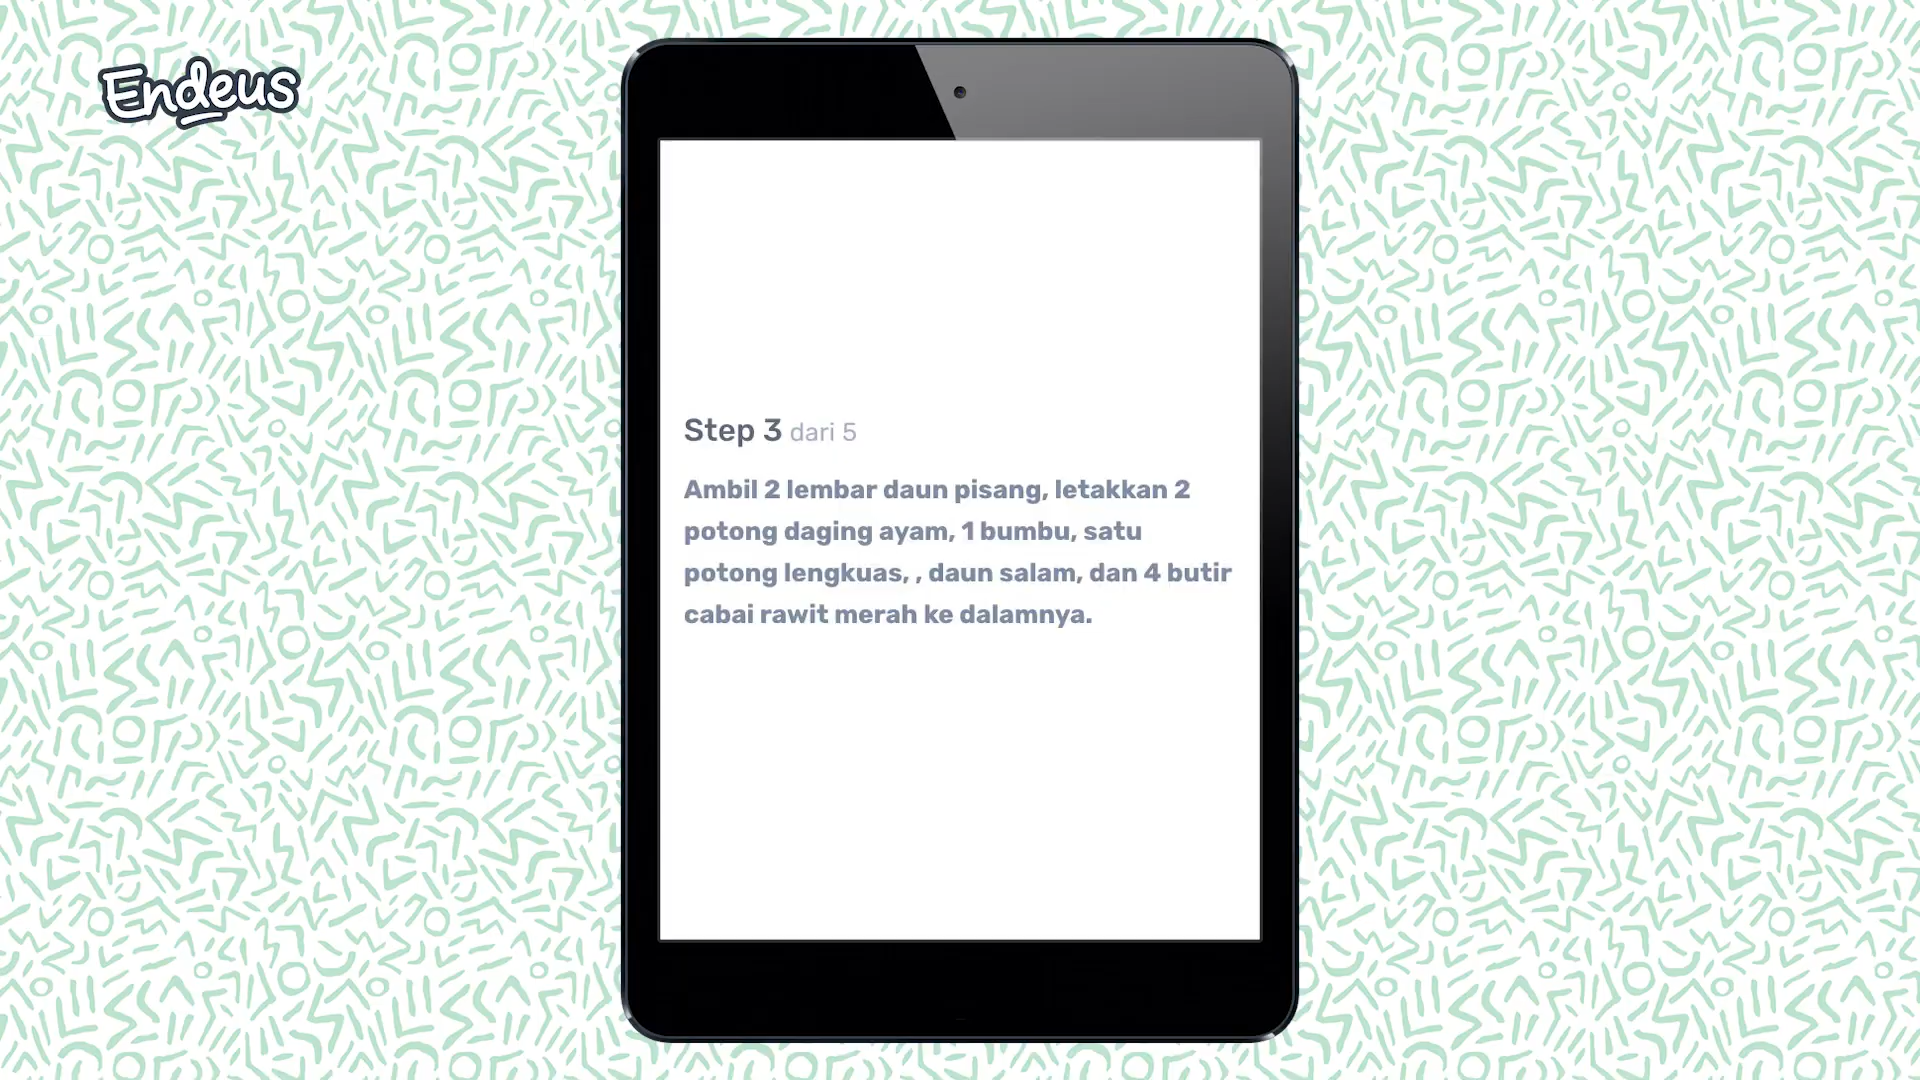 Endeus
Step 3 dari 5
Ambil 2 lembar daun pisang, letakkan 2
potong daging ayam, 1 bumbu, satu
potong lengkuas, , daun salam, dan 4 butir
cabai rawit merah ke dalamnya.